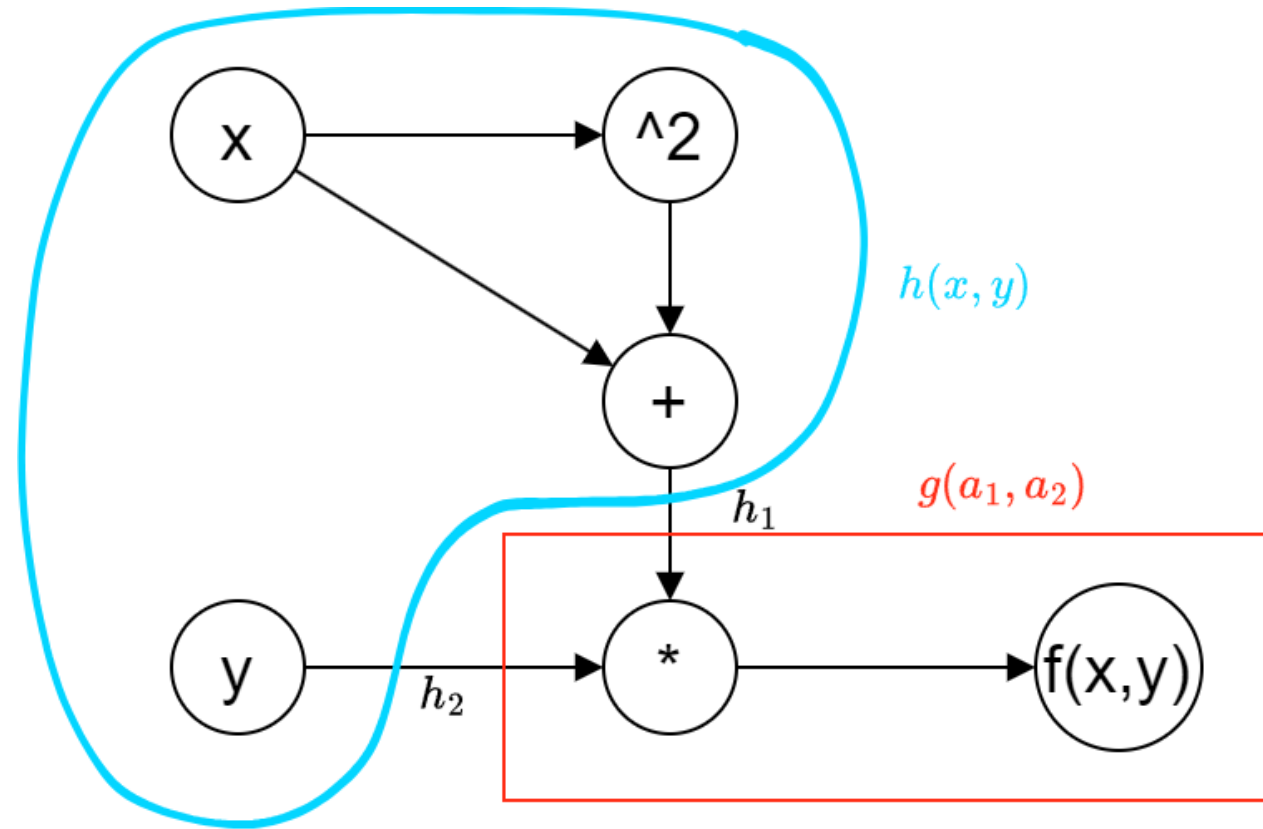 x
^2
h(x, y)
+
g(a₁, a₂)
h₁
y
h₂
*
f(x,y)